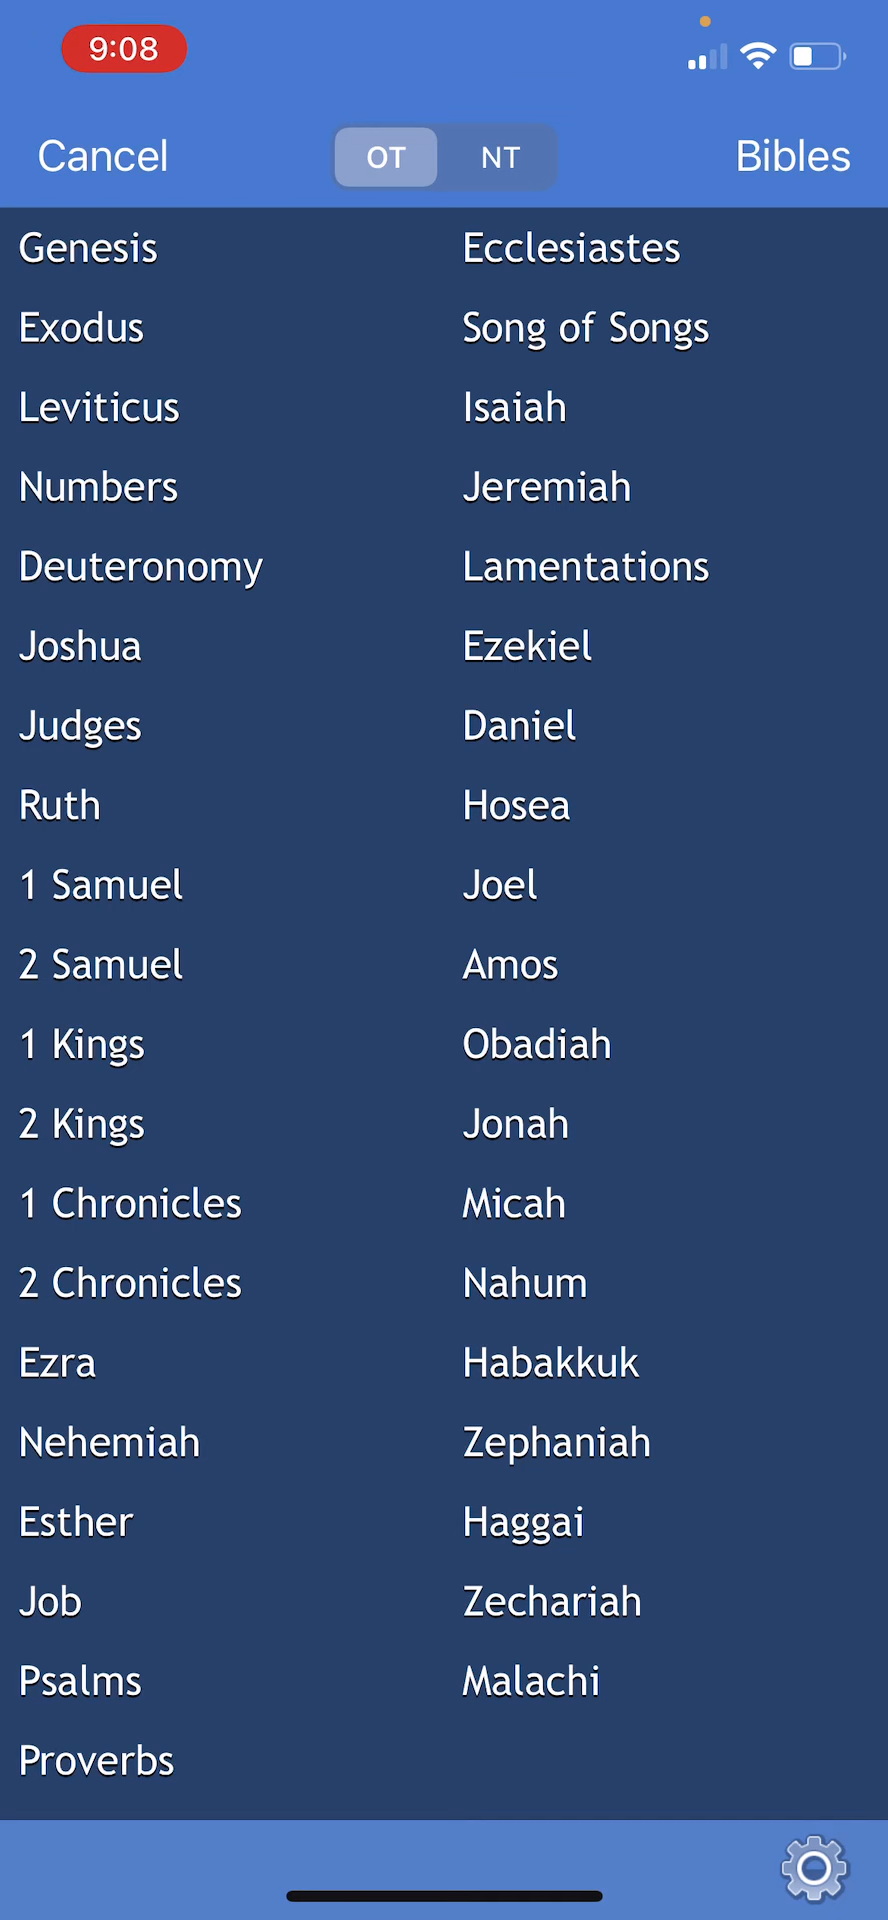 9:08
Cancel
OT
NT
Bibles
Genesis
Exodus
Leviticus
Numbers
Deuteronomy
Joshua
Judges
Ruth
1 Samuel
2 Samuel
1 Kings
2 Kings
1 Chronicles
2 Chronicles
Ezra
Nehemiah
Esther
Job
Psalms
Proverbs
Ecclesiastes
Song of Songs
Isaiah
Jeremiah
Lamentations
Ezekiel
Daniel
Hosea
Joel
Amos
Obadiah
Jonah
Micah
Nahum
Habakkuk
Zephaniah
Haggai
Zechariah
Malachi